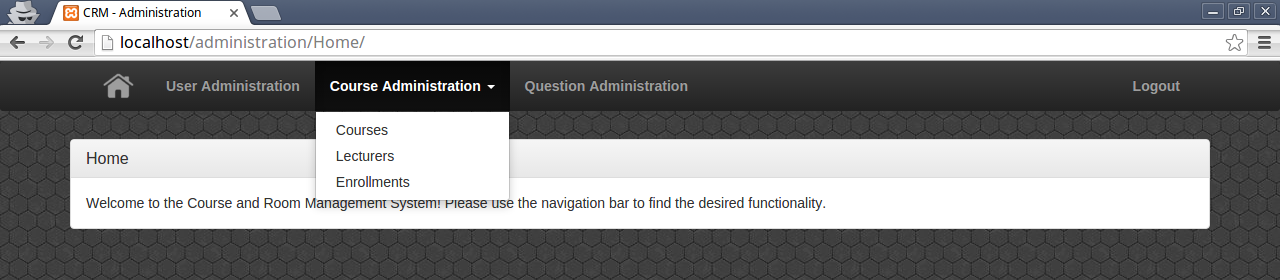 CRM - Administration
localhost/administration/Home/
User Administration
Course Administration
Question Administration
Logout
Courses
Lecturers
Enrollments
Home
Welcome to the Course and Room Management System! Please use the navigation bar to find the desired functionality.